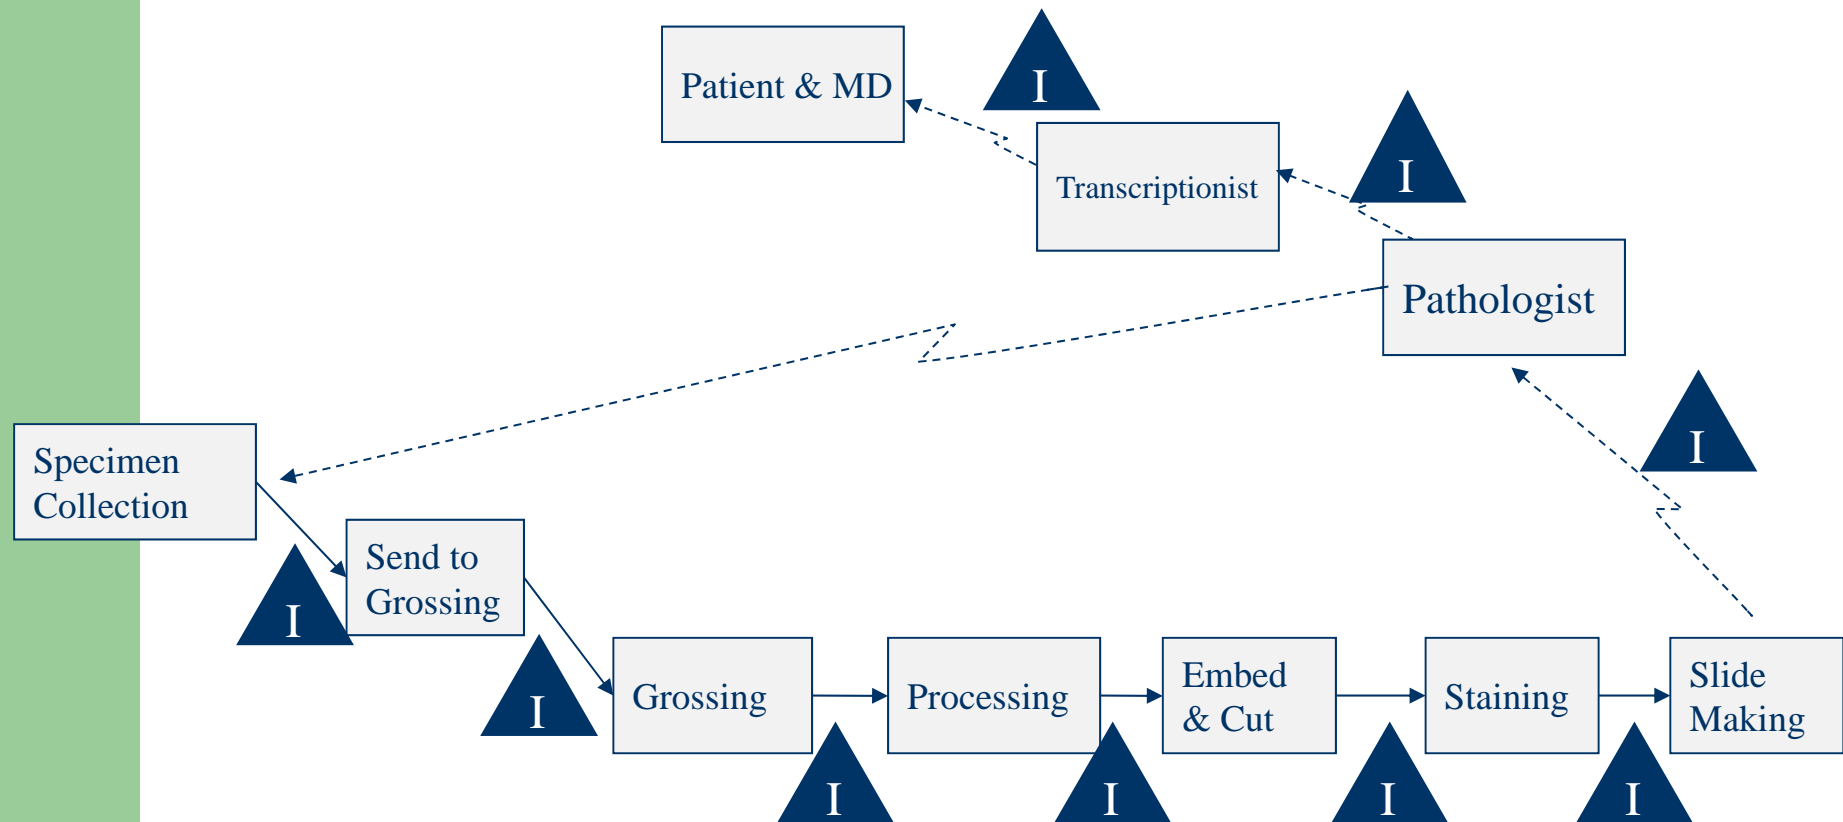 Patient & MD
I
Transcriptionist
I
Pathologist
I
Specimen
Collection
I
Send to
Grossing
I
Grossing
I
Processing
I
Embed
& Cut
I
Staining
I
Slide
Making